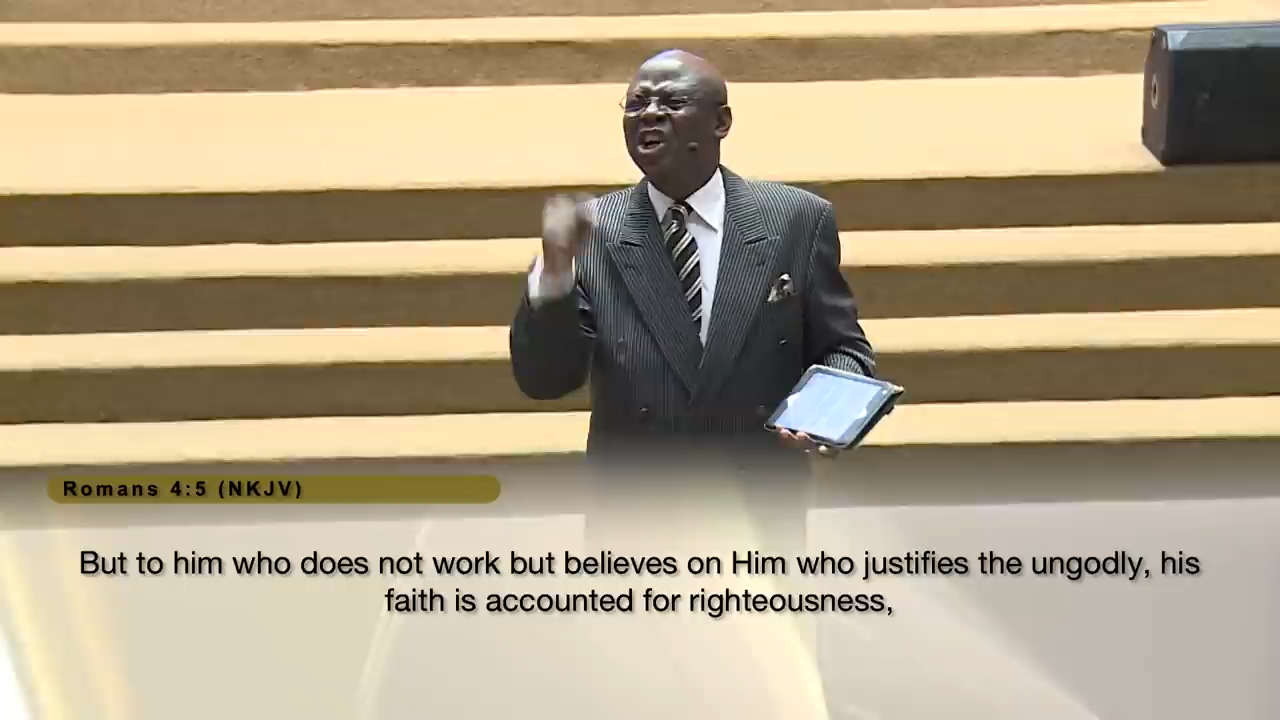 Romans 4:5 (NKJV)
But to him who does not work but believes on Him who justifies the ungodly, his
faith is accounted for righteousness,